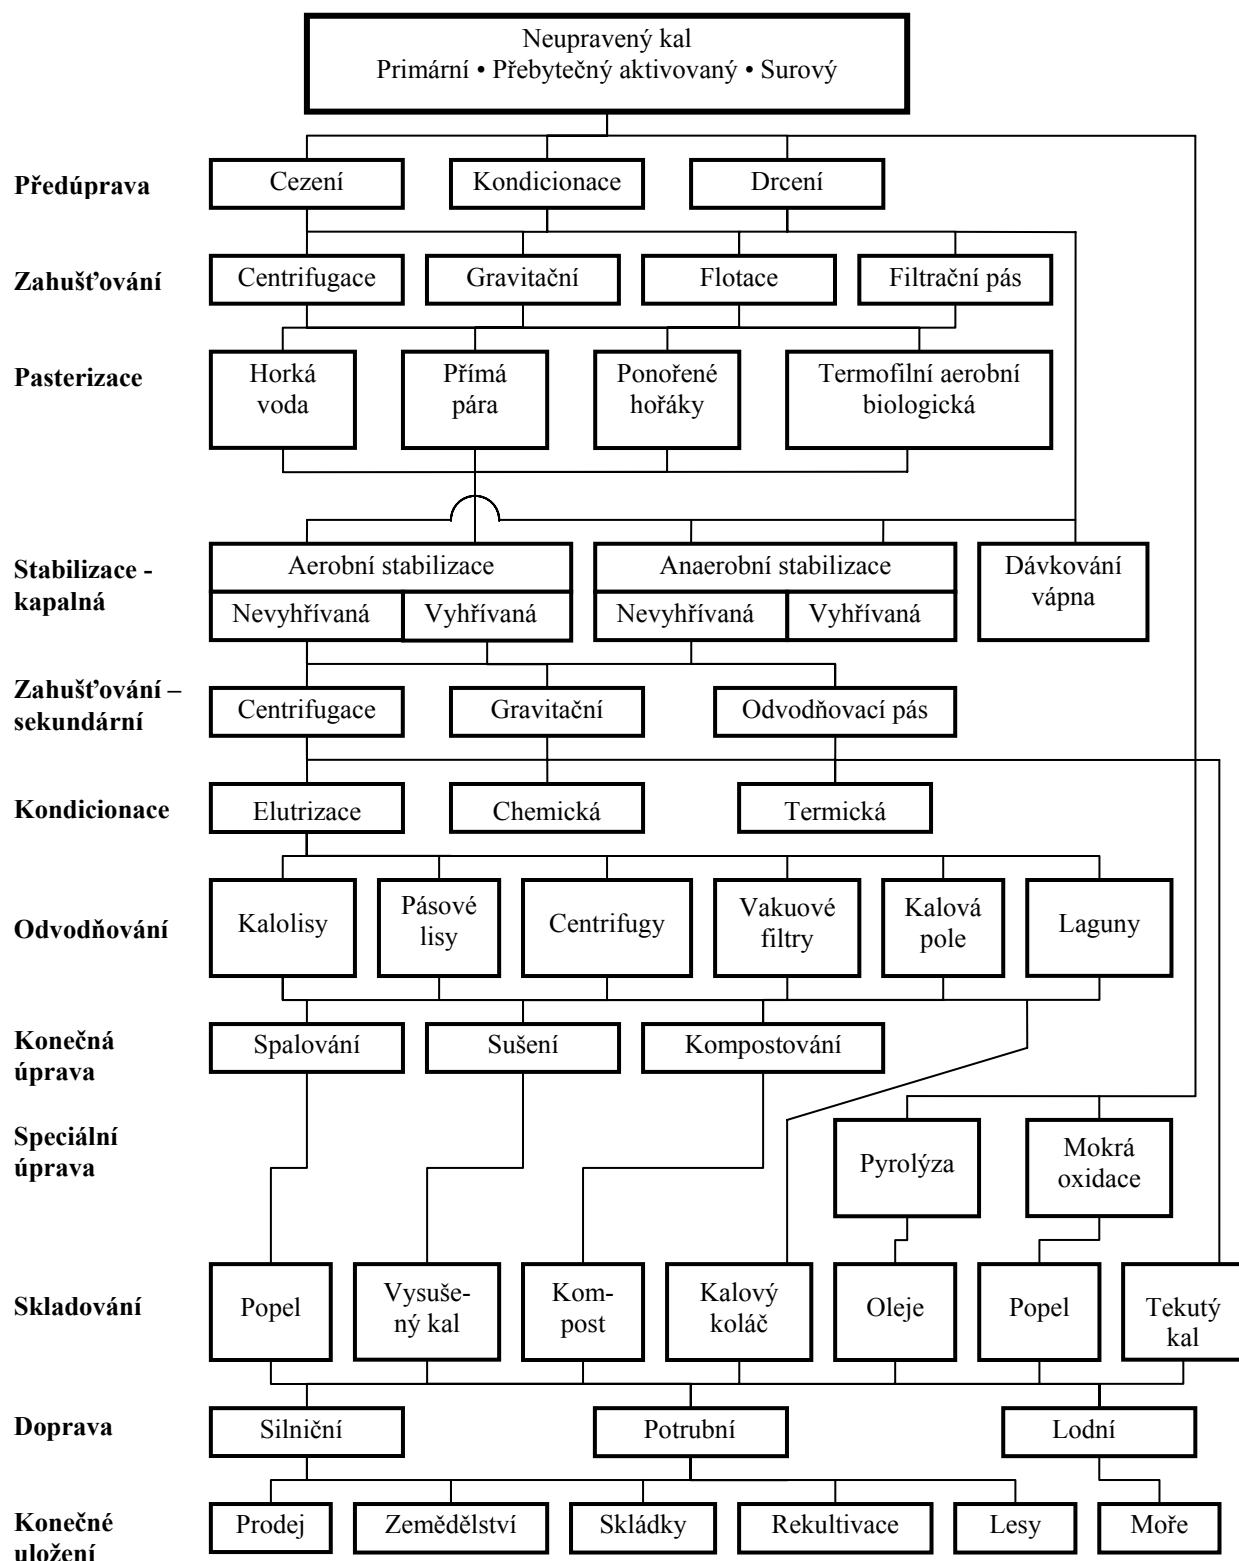 Neupravený kal
Primární • Přebytečný aktivovaný • Surový
Předúprava
Cezení
Kondicionace
Drcení
Zahušťování
Centrifugace
Gravitační
Flotace
Filtrační pás
Pasterizace
Horká
voda
Přímá
pára
Ponořené
hořáky
Termofilní aerobní
biologická
Stabilizace -
kapalná
Aerobní stabilizace
Nevyhřívaná
Vyhřívaná
Anaerobní stabilizace
Nevyhřívaná
Vyhřívaná
Dávkování
vápna
Zahušťování –
sekundární
Centrifugace
Gravitační
Odvodňovací pás
Kondicionace
Elutrizace
Chemická
Termická
Odvodňování
Kalolisy
Pásové
lisy
Centrifugy
Vakuové
filtry
Kalová
pole
Laguny
Konečná
úprava
Spalování
Sušení
Kompostování
Speciální
úprava
Pyrolýza
Mokrá
oxidace
Skladování
Popel
Vysuše-
ný kal
Kom-
post
Kalový
koláč
Oleje
Popel
Tekutý
kal
Doprava
Silniční
Potrubní
Lodní
Konečné
uložení
Prodej
Zemědělství
Skládky
Rekultivace
Lesy
Moře